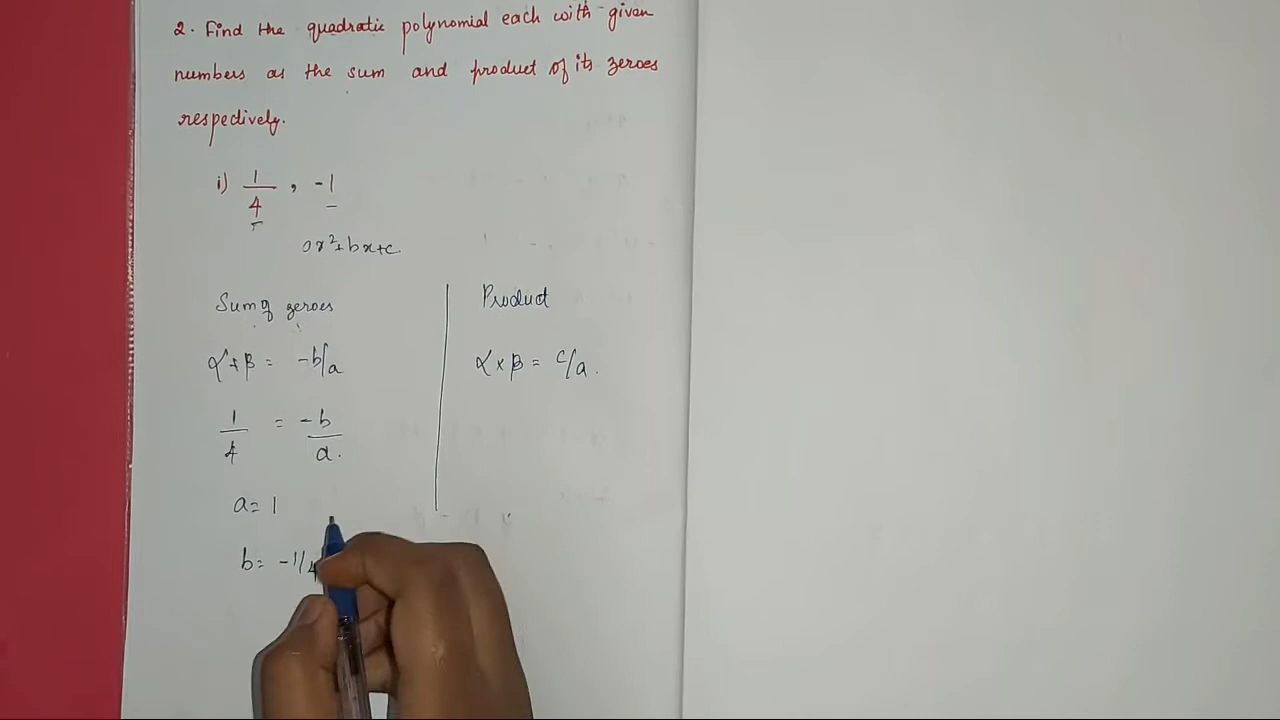 2. Find the quadratic polynomial each with given
numbers as the sum and product of its zeroes
respectively.
i) 1/4 , -1
ax²+bx+c.
Sum of zeroes
α+β = -b/a
1/4 = -b/a.
a= 1
b= -1/4
Product
α×β = c/a.